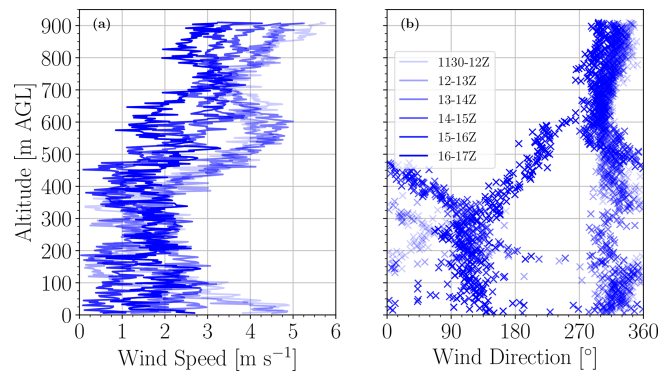 (a)
(b)
900
800
700
600
500
400
300
200
100
0
Altitude [m AGL]
1130-12Z
12-13Z
13-14Z
14-15Z
15-16Z
16-17Z
0 1 2 3 4 5 6
0 90 180 270 360
Wind Speed [m s⁻¹]
Wind Direction [°]